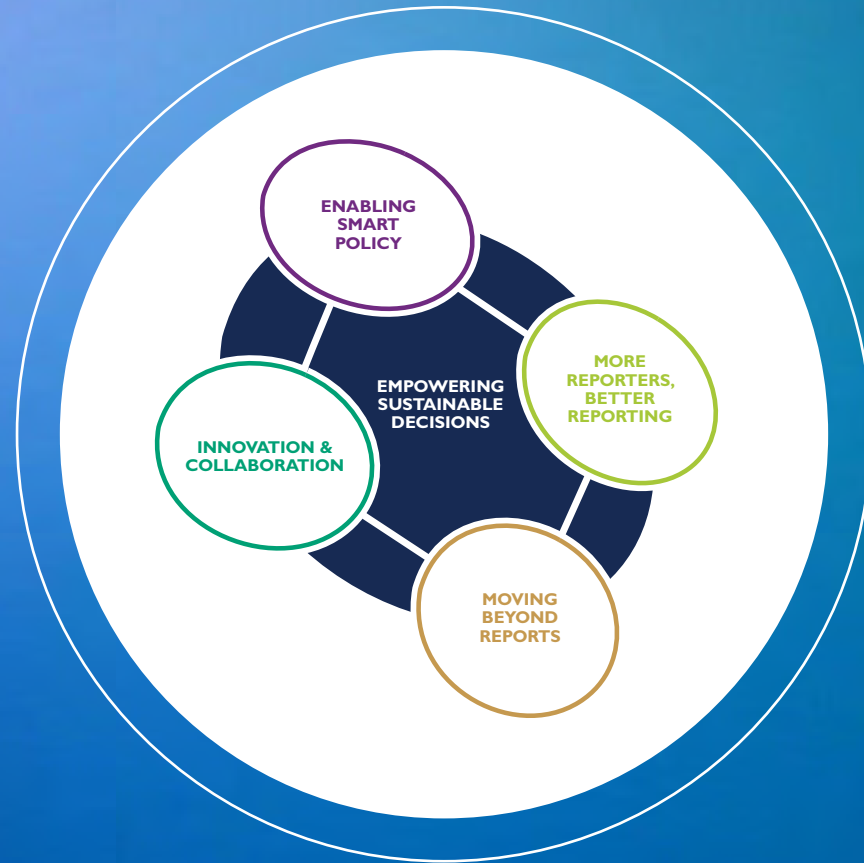 ENABLING
SMART
POLICY
MORE
REPORTERS,
BETTER
REPORTING
EMPOWERING
SUSTAINABLE
DECISIONS
INNOVATION &
COLLABORATION
MOVING
BEYOND
REPORTS